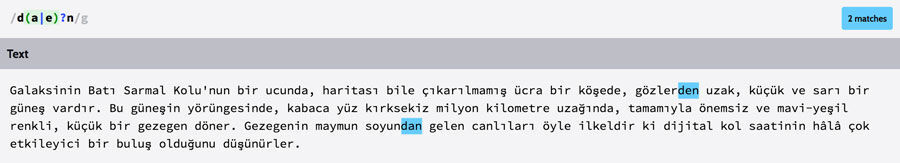 /d(a|e)?n/g
2 matches
Text
Galaksinin Batı Sarmal Kolu'nun bir ucunda, haritası bile çıkarılmamış ücra bir köşede, gözlerden uzak, küçük ve sarı bir
güneş vardır. Bu güneşin yörüngesinde, kabaca yüz kırksekiz milyon kilometre uzağında, tamamıyla önemsiz ve mavi-yeşil
renkli, küçük bir gezegen döner. Gezegenin maymun soyundan gelen canlıları öyle ilkeldir ki dijital kol saatinin hâlâ çok
etkileyici bir buluş olduğunu düşünürler.